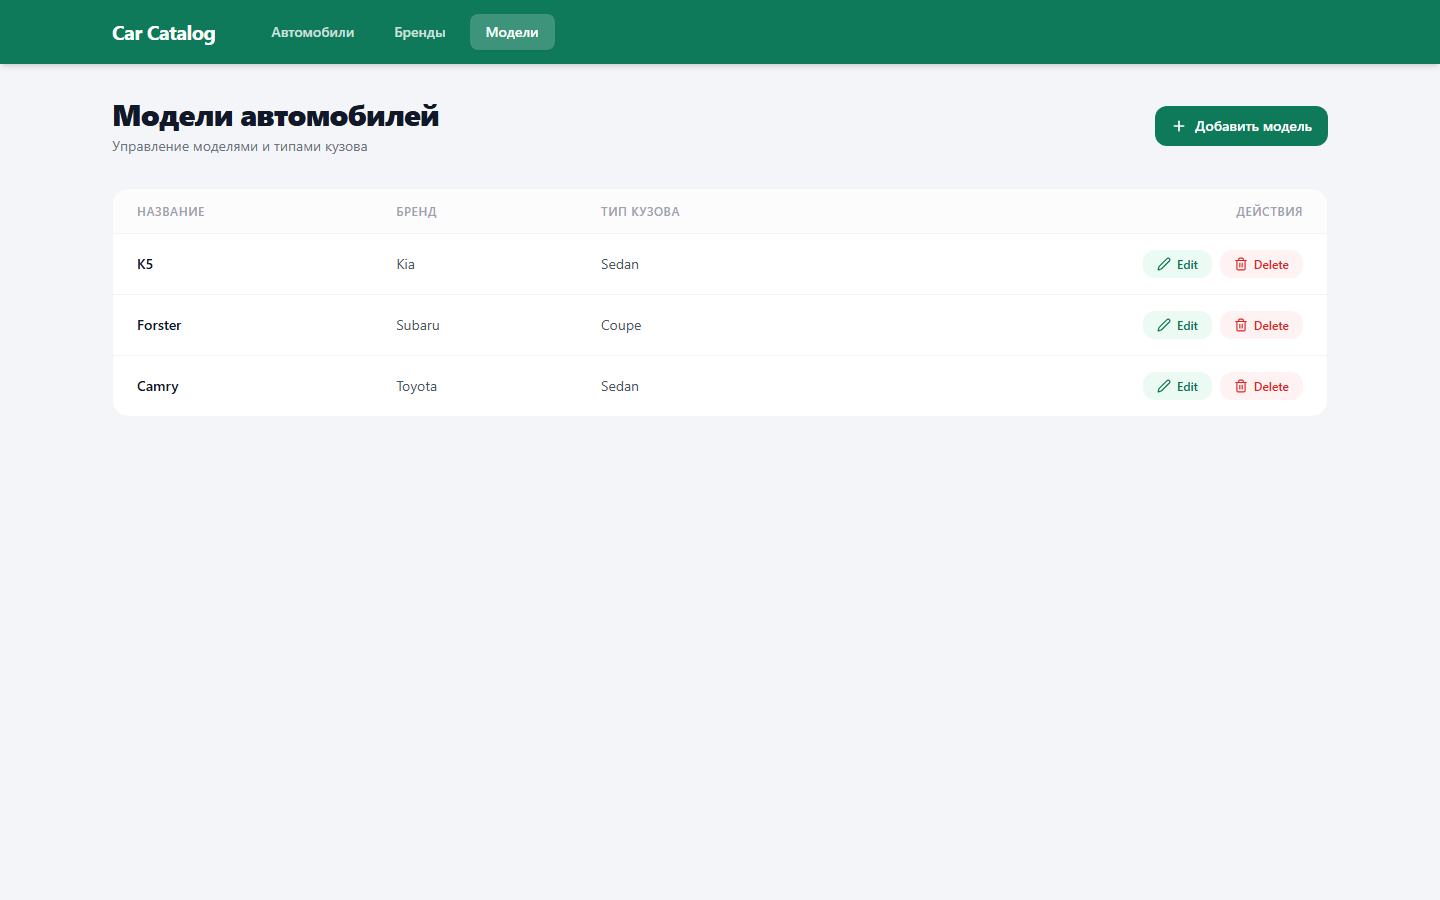 Car Catalog Автомобили Бренды Модели
Модели автомобилей
Управление моделями и типами кузова
+ Добавить модель
НАЗВАНИЕ БРЕНД ТИП КУЗОВА ДЕЙСТВИЯ
K5 Kia Sedan Edit Delete
Forster Subaru Coupe Edit Delete
Camry Toyota Sedan Edit Delete